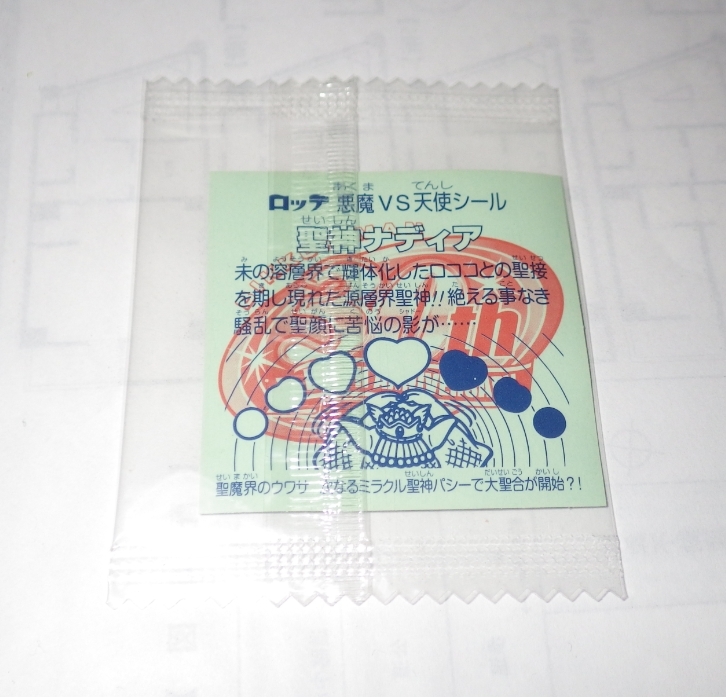 ロッテ 悪魔VS天使シール
聖神ナディア
未の溶層界で輝体化したロココとの聖接
を期し現れた源層界聖神!!絶える事なき
騒乱で聖顔に苦悩の影が……
th
聖魔界のウワサ なるミラクル聖神パシーで大聖合が開始?!